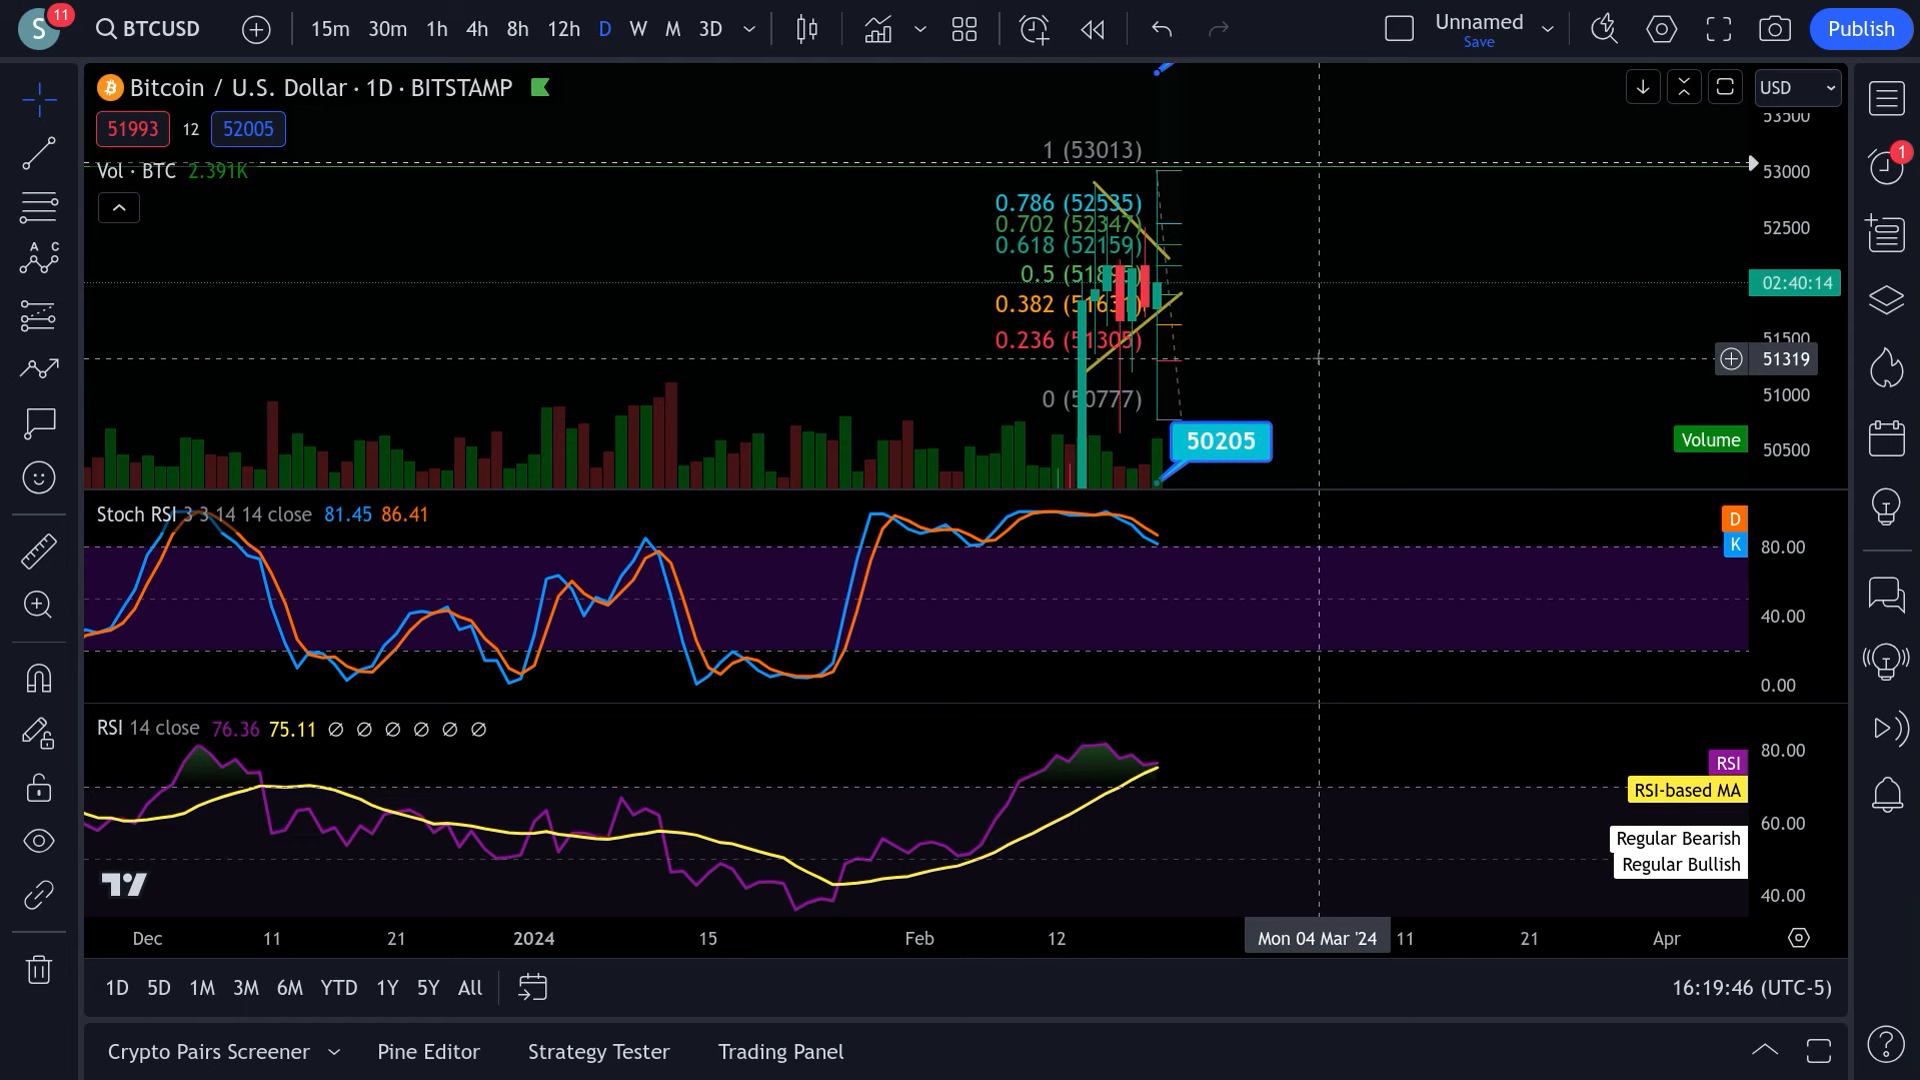 S 11 BTCUSD 15m 30m 1h 4h 8h 12h D W M 3D Unnamed Save Publish
Bitcoin / U.S. Dollar · 1D · BITSTAMP
USD
51993 12 52005
53500
1 (53013)
Vol · BTC 2.391K
53000
1
0.786 (52535)
0.702 (52347)
52500
0.618 (52159)
0.5 (51895)
02:40:14
0.382 (51631)
0.236 (51305)
51500
51319
0 (50777)
51000
50205
Volume
50500
Stoch RSI 3 3 14 14 close 81.45 86.41
D
K
80.00
40.00
0.00
RSI 14 close 76.36 75.11 ∅ ∅ ∅ ∅ ∅ ∅
80.00
RSI
RSI-based MA
60.00
Regular Bearish
Regular Bullish
40.00
Dec 11 21 2024 15 Feb 12 Mon 04 Mar '24 11 21 Apr
1D 5D 1M 3M 6M YTD 1Y 5Y All
16:19:46 (UTC-5)
Crypto Pairs Screener Pine Editor Strategy Tester Trading Panel